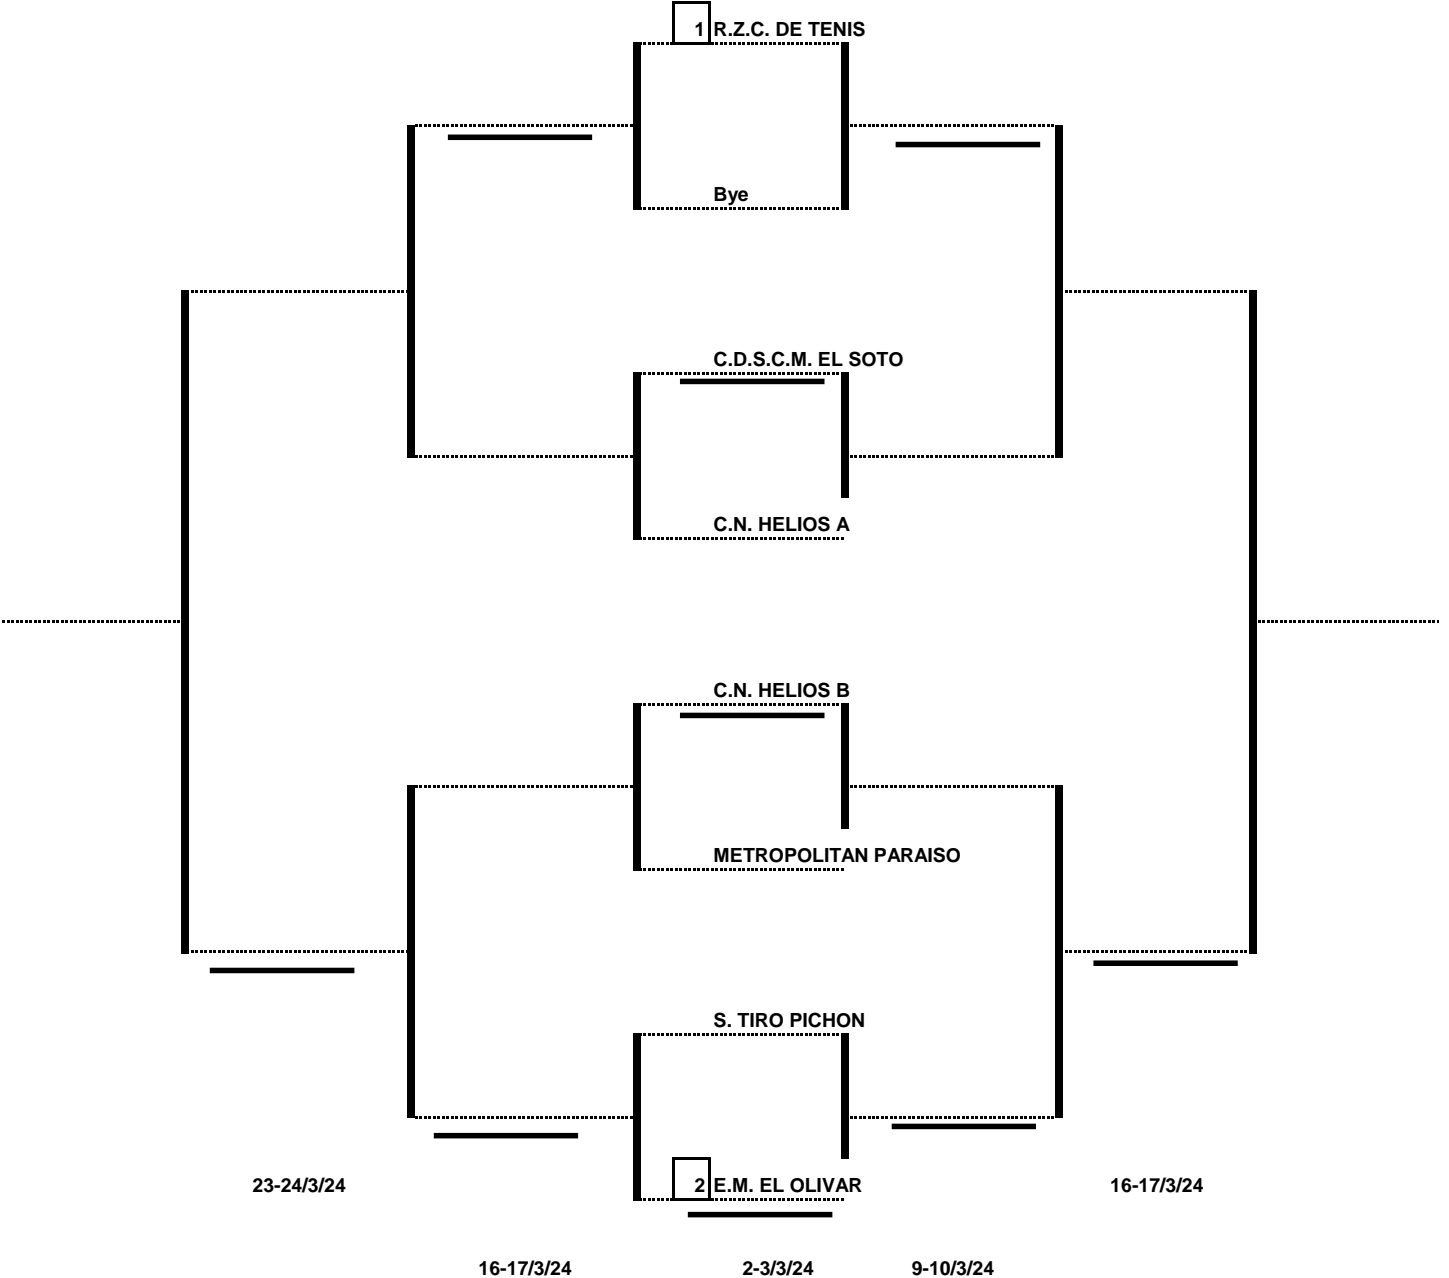 1 R.Z.C. DE TENIS
Bye
C.D.S.C.M. EL SOTO
C.N. HELIOS A
C.N. HELIOS B
METROPOLITAN PARAISO
S. TIRO PICHON
23-24/3/24
2 E.M. EL OLIVAR
16-17/3/24
16-17/3/24
2-3/3/24
9-10/3/24